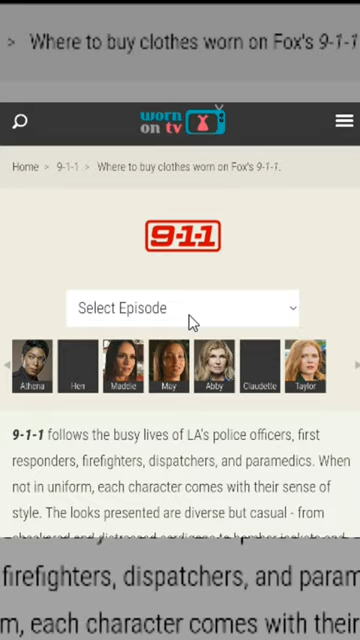 > Where to buy clothes worn on Fox's 9-1-1
worn
on tv
Home > 9-1-1 > Where to buy clothes worn on Fox's 9-1-1.
9-1-1
Select Episode
Athena Hen Maddie May Abby Claudette Taylor
9-1-1 follows the busy lives of LA's police officers, first
responders, firefighters, dispatchers, and paramedics. When
not in uniform, each character comes with their sense of
style. The looks presented are diverse but casual - from
firefighters, dispatchers, and param
m, each character comes with their